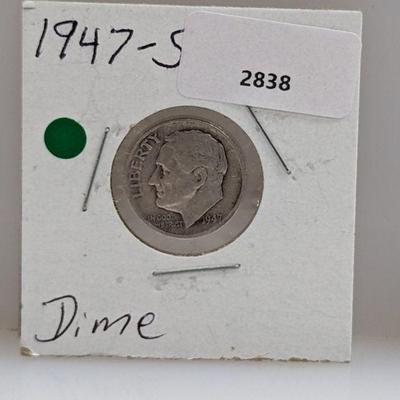 1947-S
2838
LIBERTY
IN GOD
WE TRUST
1947
Dime